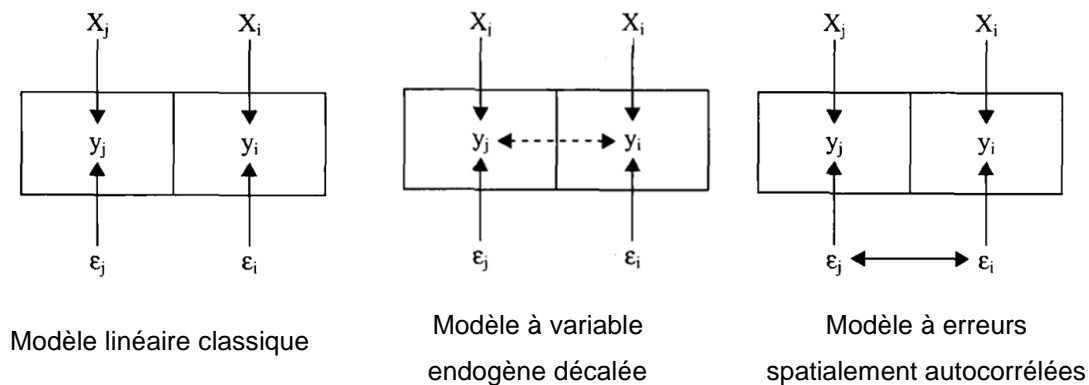 Xⱼ Xᵢ Xⱼ Xᵢ Xⱼ Xᵢ
yⱼ yᵢ yⱼ yᵢ yⱼ yᵢ
εⱼ εᵢ εⱼ εᵢ εⱼ εᵢ
Modèle linéaire classique
Modèle à variable
endogène décalée
Modèle à erreurs
spatialement autocorrélées